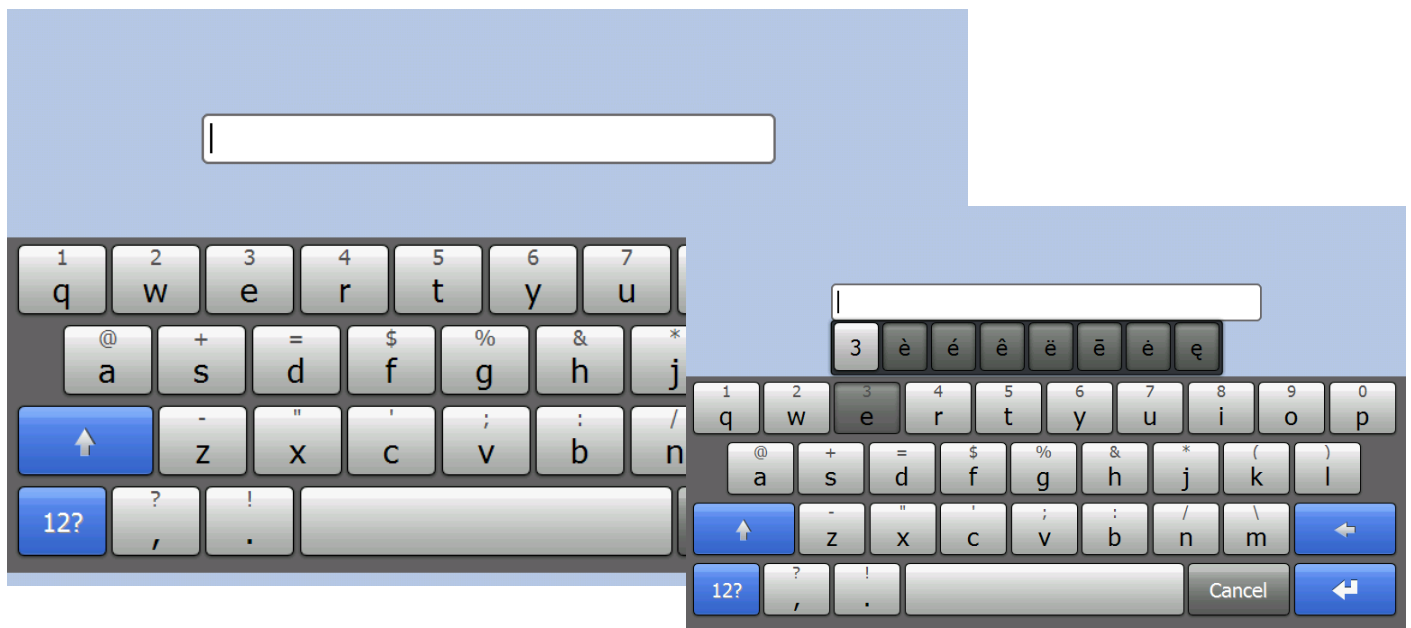 1 2 3 4 5 6 7
q w e r t y u
@ + = $ % & *
a s d f g h j
- " ' ; : /
z x c v b n
? !
12? , .
3 è é ê ë ē ė ę
1 2 3 4 5 6 7 8 9 0
q w e r t y u i o p
@ + = $ % & * ( )
a s d f g h j k l
- " ' ; : / \
z x c v b n m
? !
12? , . Cancel